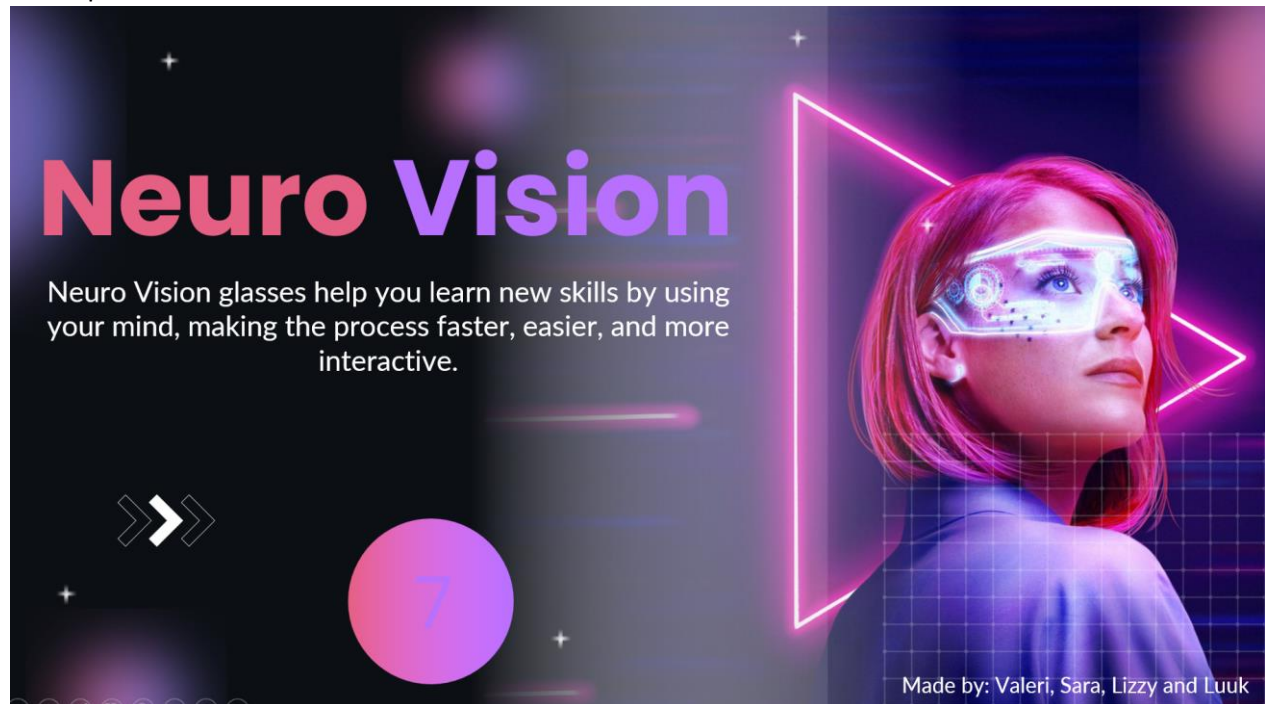 Neuro Vision
Neuro Vision glasses help you learn new skills by using
your mind, making the process faster, easier, and more
interactive.
7
Made by: Valeri, Sara, Lizzy and Luuk